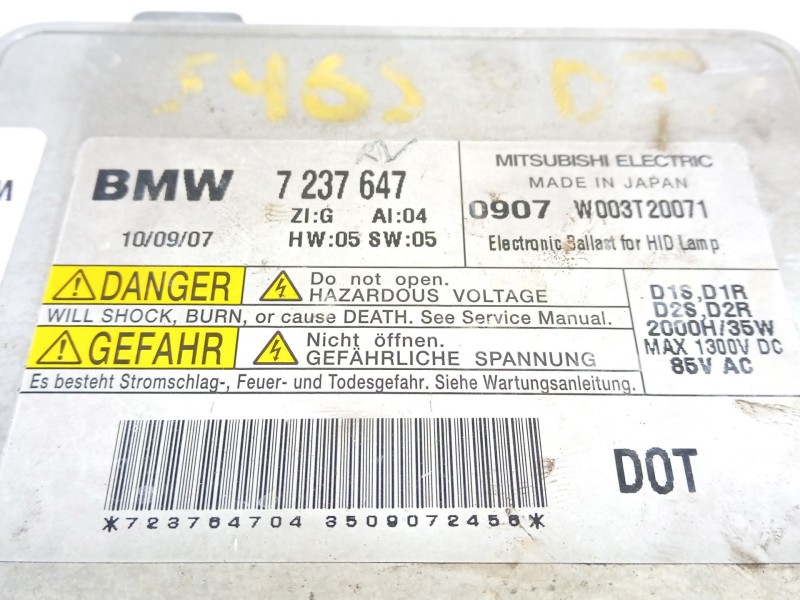 5465 DT
BMW 7 237 647
ZI:G AI:04
10/09/07 HW:05 SW:05
MITSUBISHI ELECTRIC
MADE IN JAPAN
0907 W003T20071
Electronic Ballast for HID Lamp
DANGER Do not open.
HAZARDOUS VOLTAGE
WILL SHOCK, BURN, or cause DEATH. See Service Manual.
GEFAHR Nicht öffnen.
GEFÄHRLICHE SPANNUNG
Es besteht Stromschlag-, Feuer- und Todesgefahr. Siehe Wartungsanleitung.
D1S,D1R
D2S,D2R
2000H/35W
MAX 1300V DC
85V AC
*723764704 3509072456*
DOT